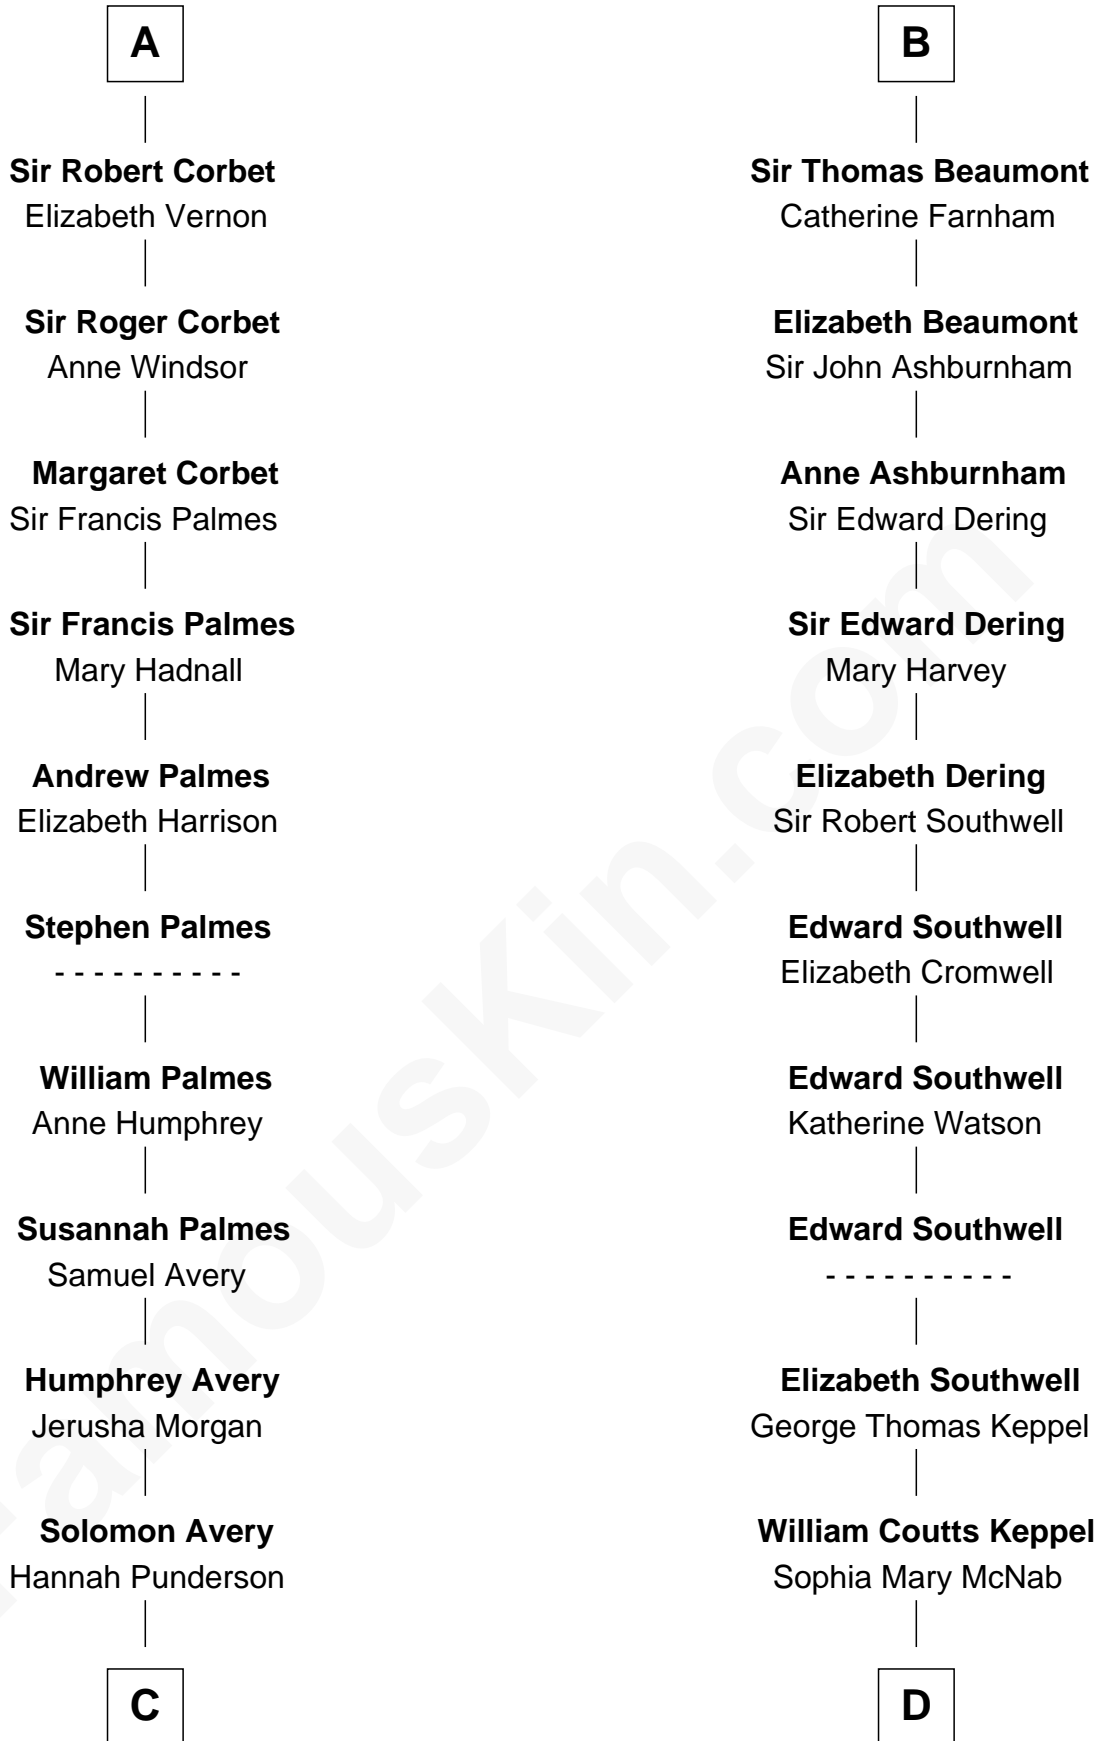 A
Sir Robert Corbet
Elizabeth Vernon
Sir Roger Corbet
Anne Windsor
Margaret Corbet
Sir Francis Palmes
Sir Francis Palmes
Mary Hadnall
Andrew Palmes
Elizabeth Harrison
Stephen Palmes
- - - - - - - - - -
William Palmes
Anne Humphrey
Susannah Palmes
Samuel Avery
Humphrey Avery
Jerusha Morgan
Solomon Avery
Hannah Punderson
C
B
Sir Thomas Beaumont
Catherine Farnham
Elizabeth Beaumont
Sir John Ashburnham
Anne Ashburnham
Sir Edward Dering
Sir Edward Dering
Mary Harvey
Elizabeth Dering
Sir Robert Southwell
Edward Southwell
Elizabeth Cromwell
Edward Southwell
Katherine Watson
Edward Southwell
- - - - - - - - - -
Elizabeth Southwell
George Thomas Keppel
William Coutts Keppel
Sophia Mary McNab
D
FamousKin.com